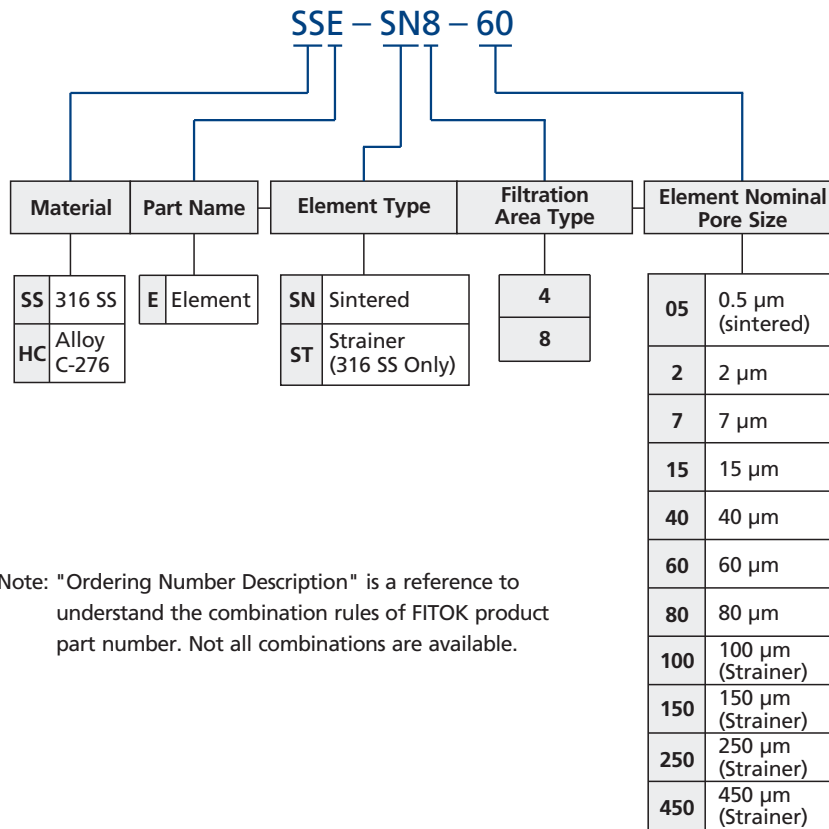 SSE – SN8 – 60
Material
Part Name
Element Type
Filtration
Area Type
Element Nominal
Pore Size
SS 316 SS
HC Alloy
C-276
E Element
SN Sintered
ST Strainer
(316 SS Only)
4
8
05 0.5 µm
(sintered)
2 2 µm
7 7 µm
15 15 µm
40 40 µm
60 60 µm
80 80 µm
100 100 µm
(Strainer)
150 150 µm
(Strainer)
250 250 µm
(Strainer)
450 450 µm
(Strainer)
Note: "Ordering Number Description" is a reference to
understand the combination rules of FITOK product
part number. Not all combinations are available.